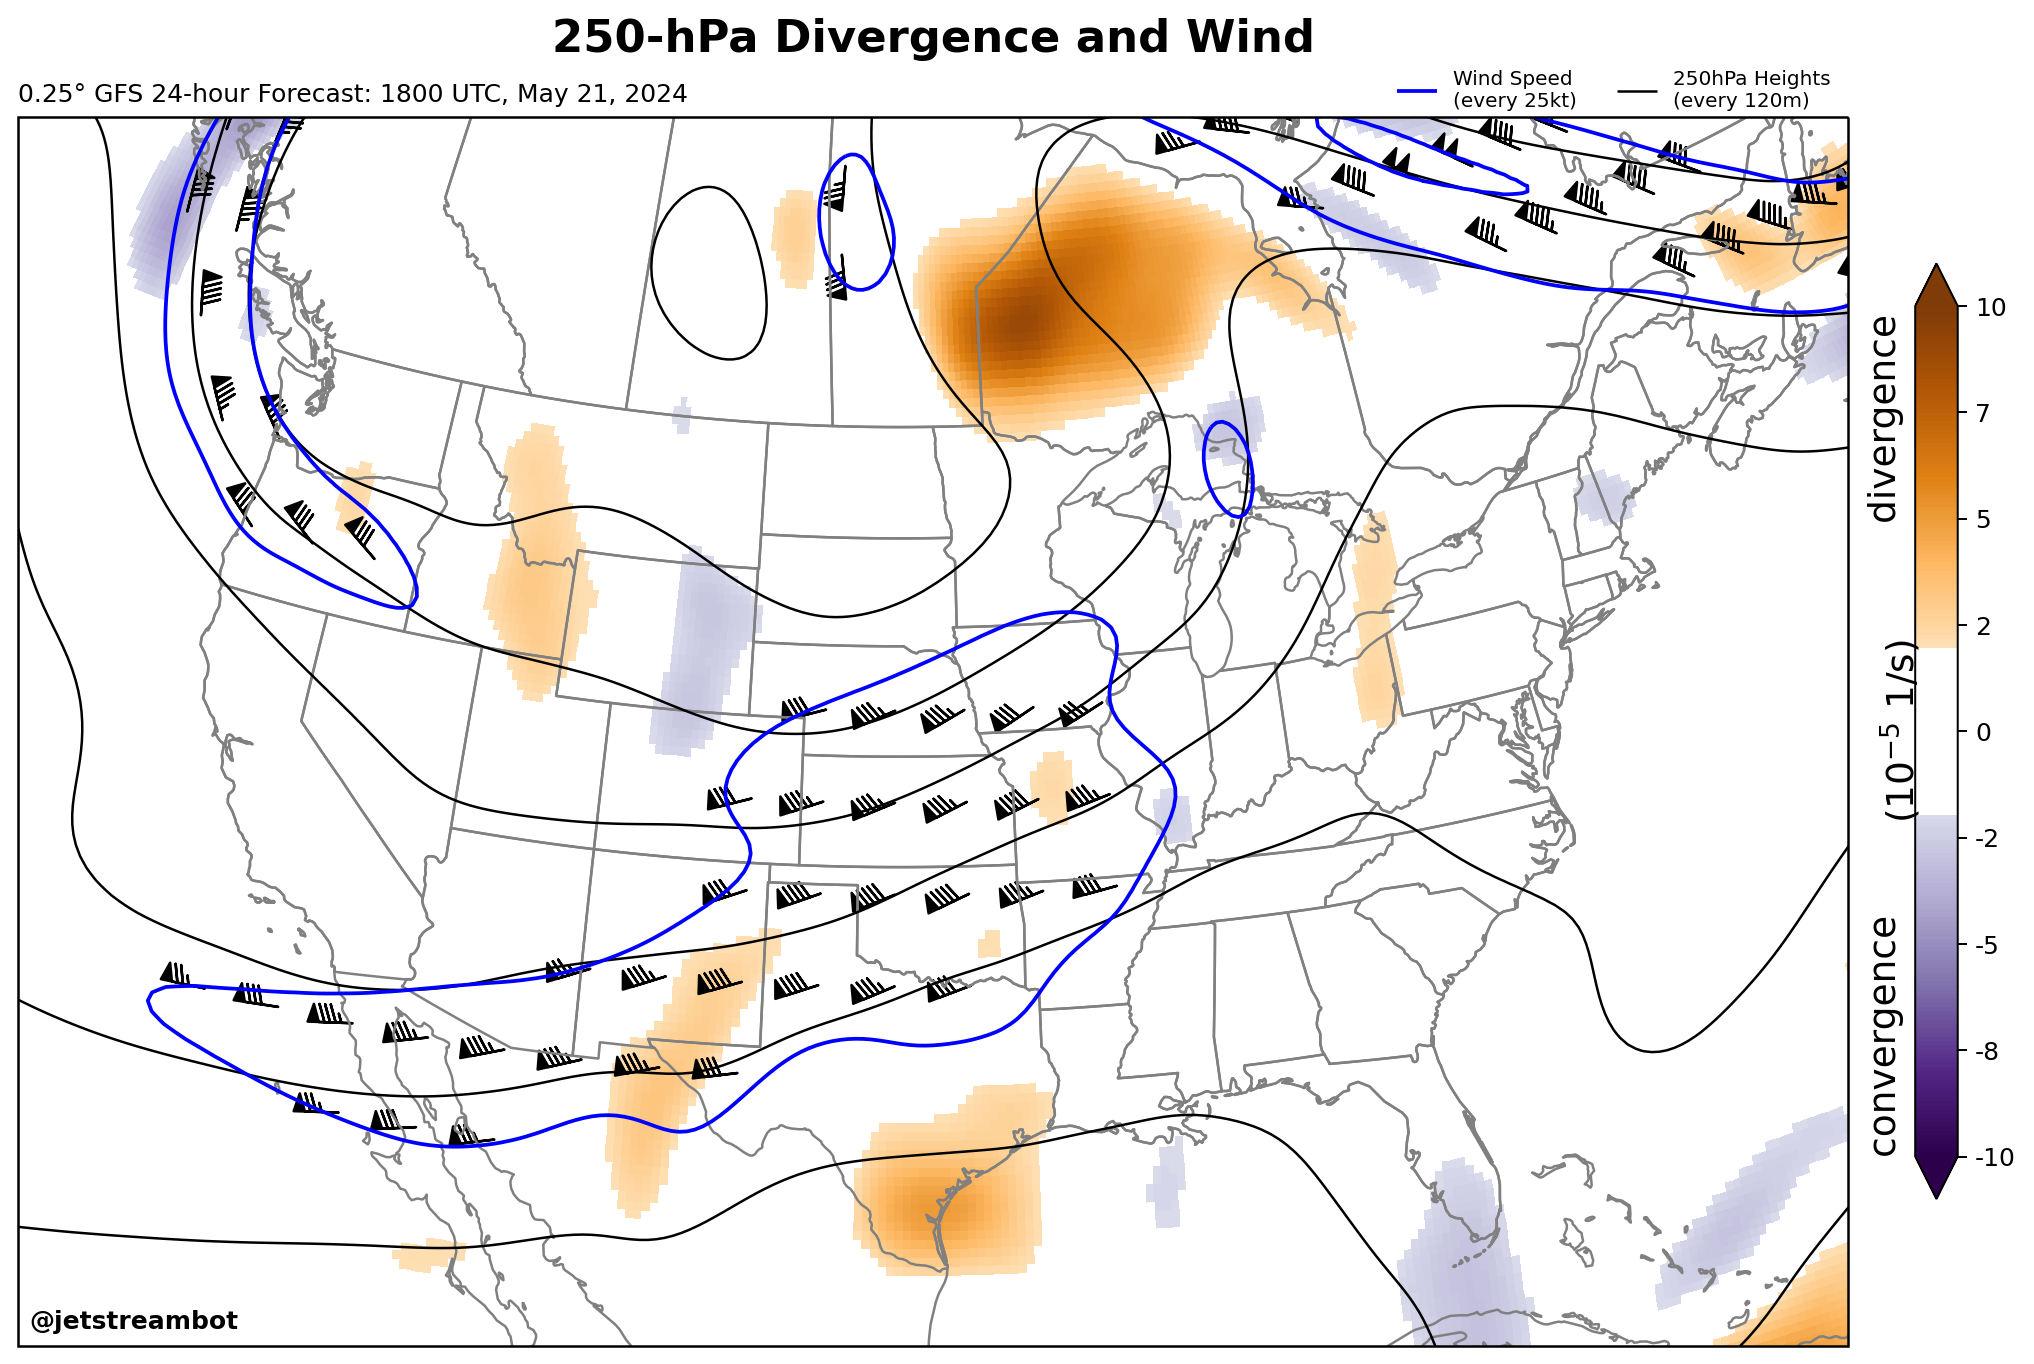 250-hPa Divergence and Wind
0.25° GFS 24-hour Forecast: 1800 UTC, May 21, 2024
Wind Speed
(every 25kt)
250hPa Heights
(every 120m)
10
7
5
2
0
-2
-5
-8
-10
convergence (10⁻⁵ 1/s) divergence
@jetstreambot